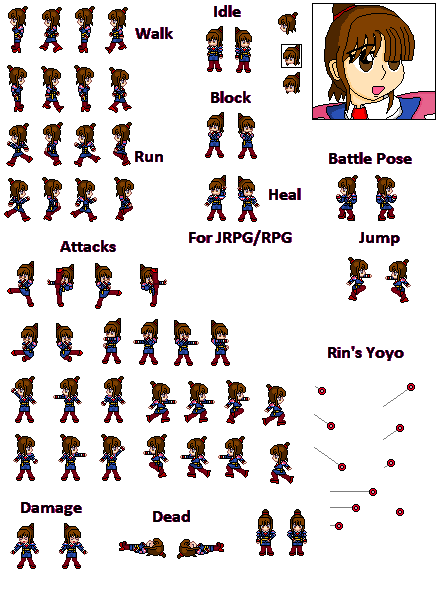 Idle
Walk
Block
Run
Battle Pose
Heal
For JRPG/RPG
Jump
Attacks
Rin's Yoyo
Damage
Dead